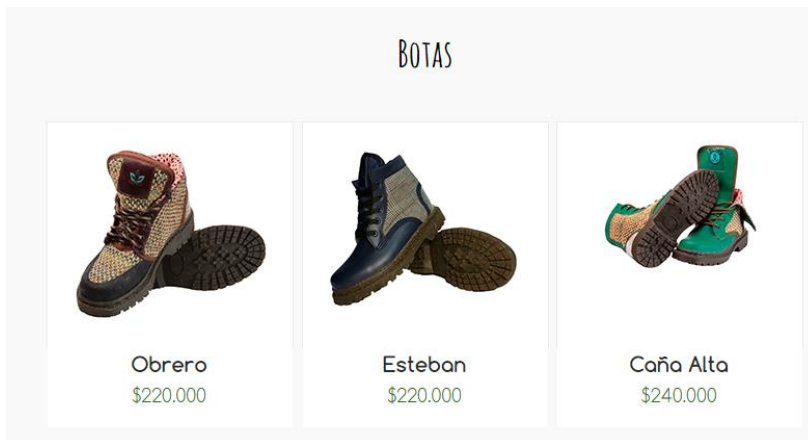 Botas
Obrero
$220.000
Esteban
$220.000
Caña Alta
$240.000